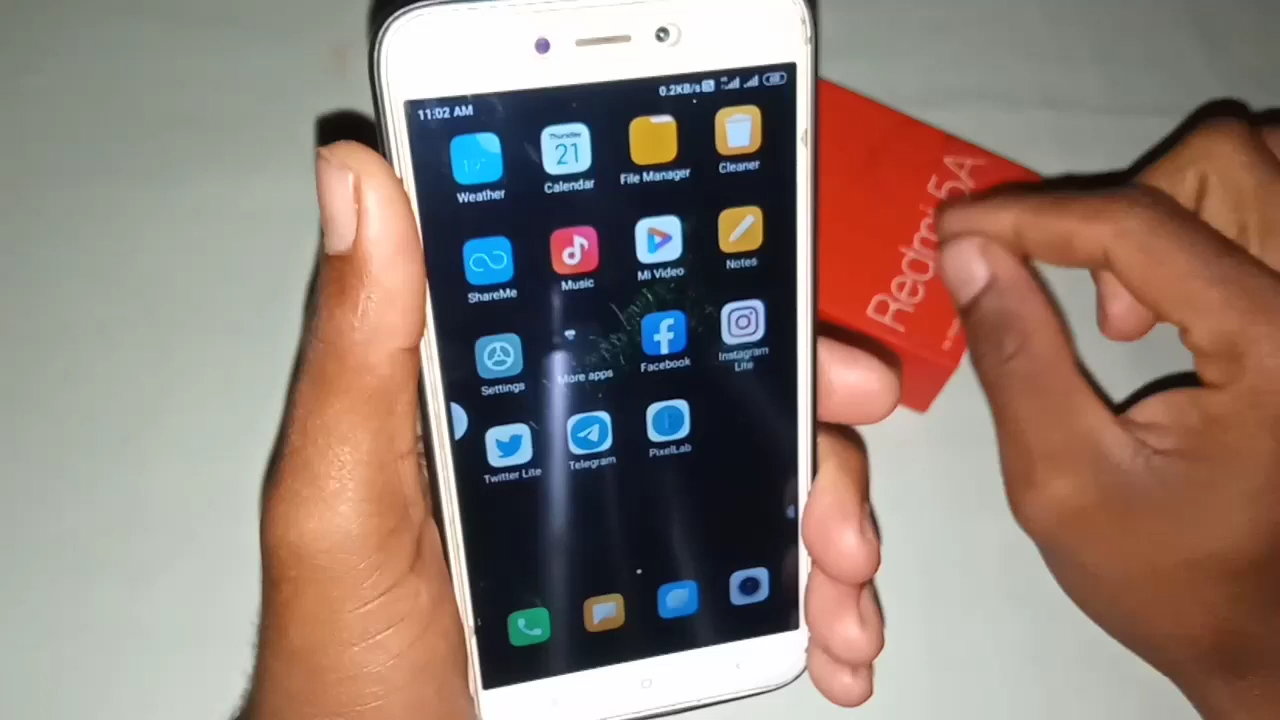 11:02 AM
0.2KB/s
Weather
Thursday
21
Calendar
File Manager
Cleaner
ShareMe
Music
Mi Video
Notes
Settings
More apps
Facebook
Instagram
Lite
Twitter Lite
Telegram
PixelLab
Redmi 5A